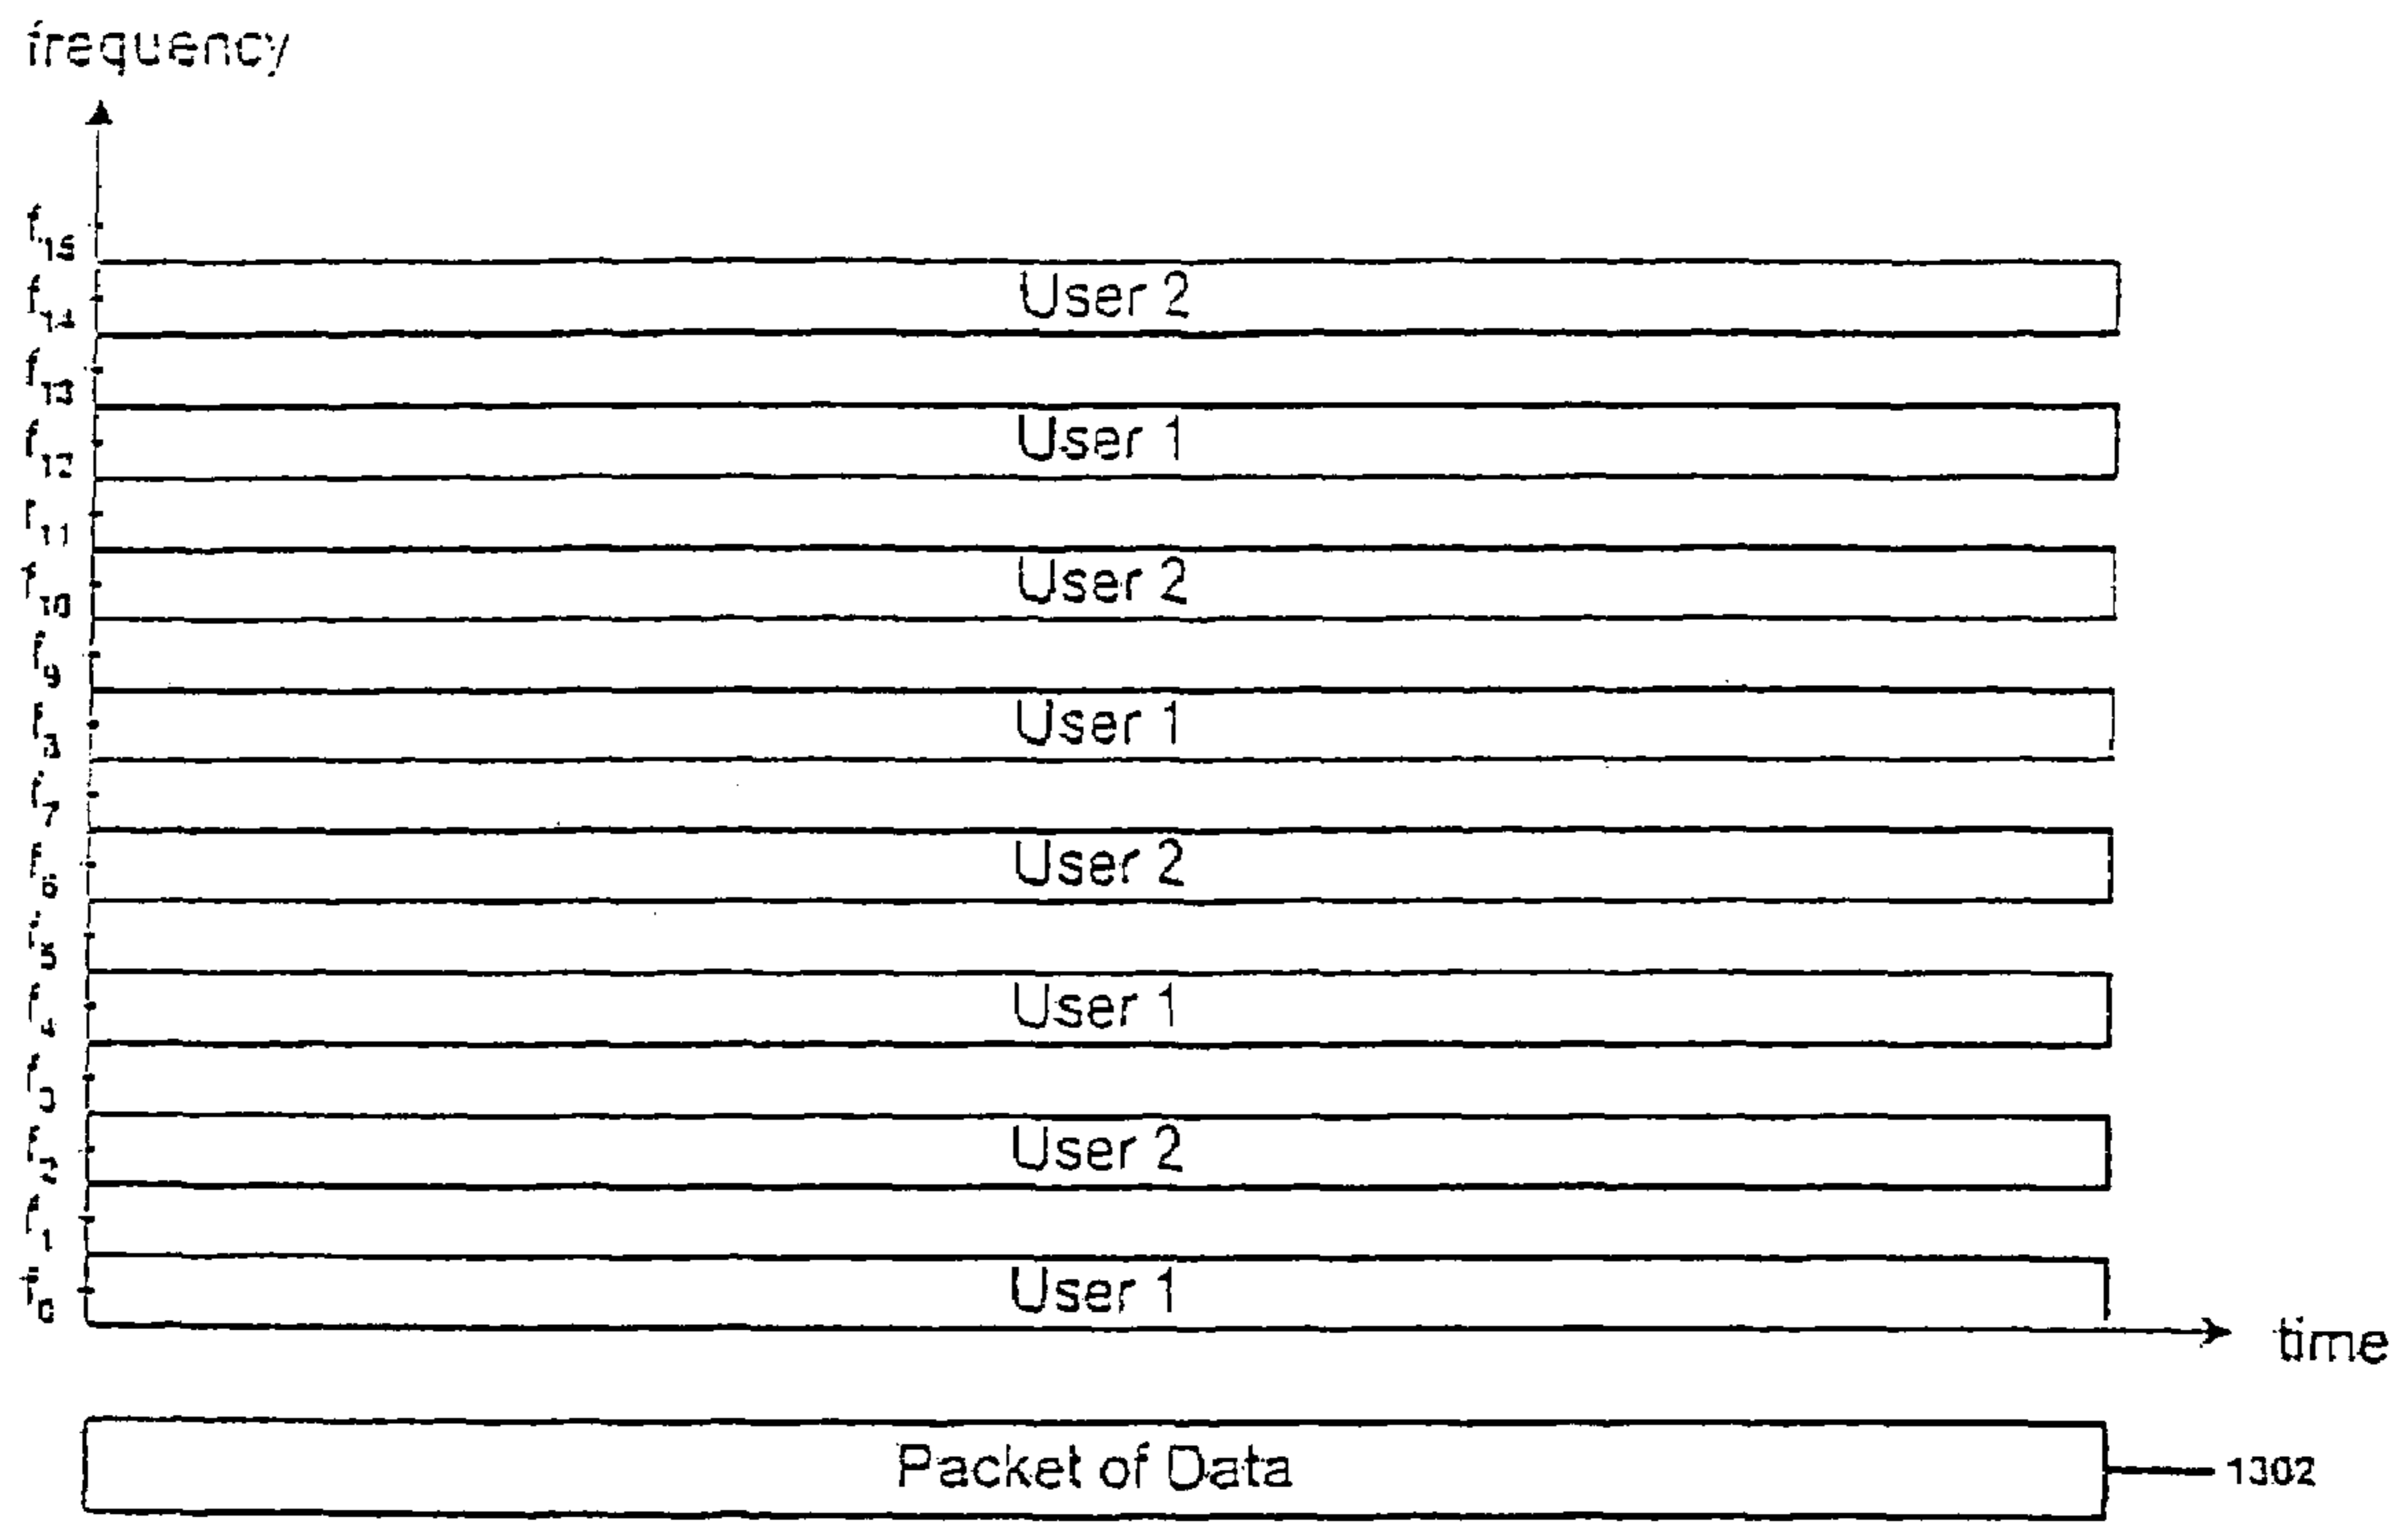 frequency
f15
f14
User 2
f13
f12
User 1
f11
f10
User 2
f9
f8
User 1
f7
f6
User 2
f5
f4
User 1
f3
f2
User 2
f1
f0
User 1
time
Packet of Data
1302